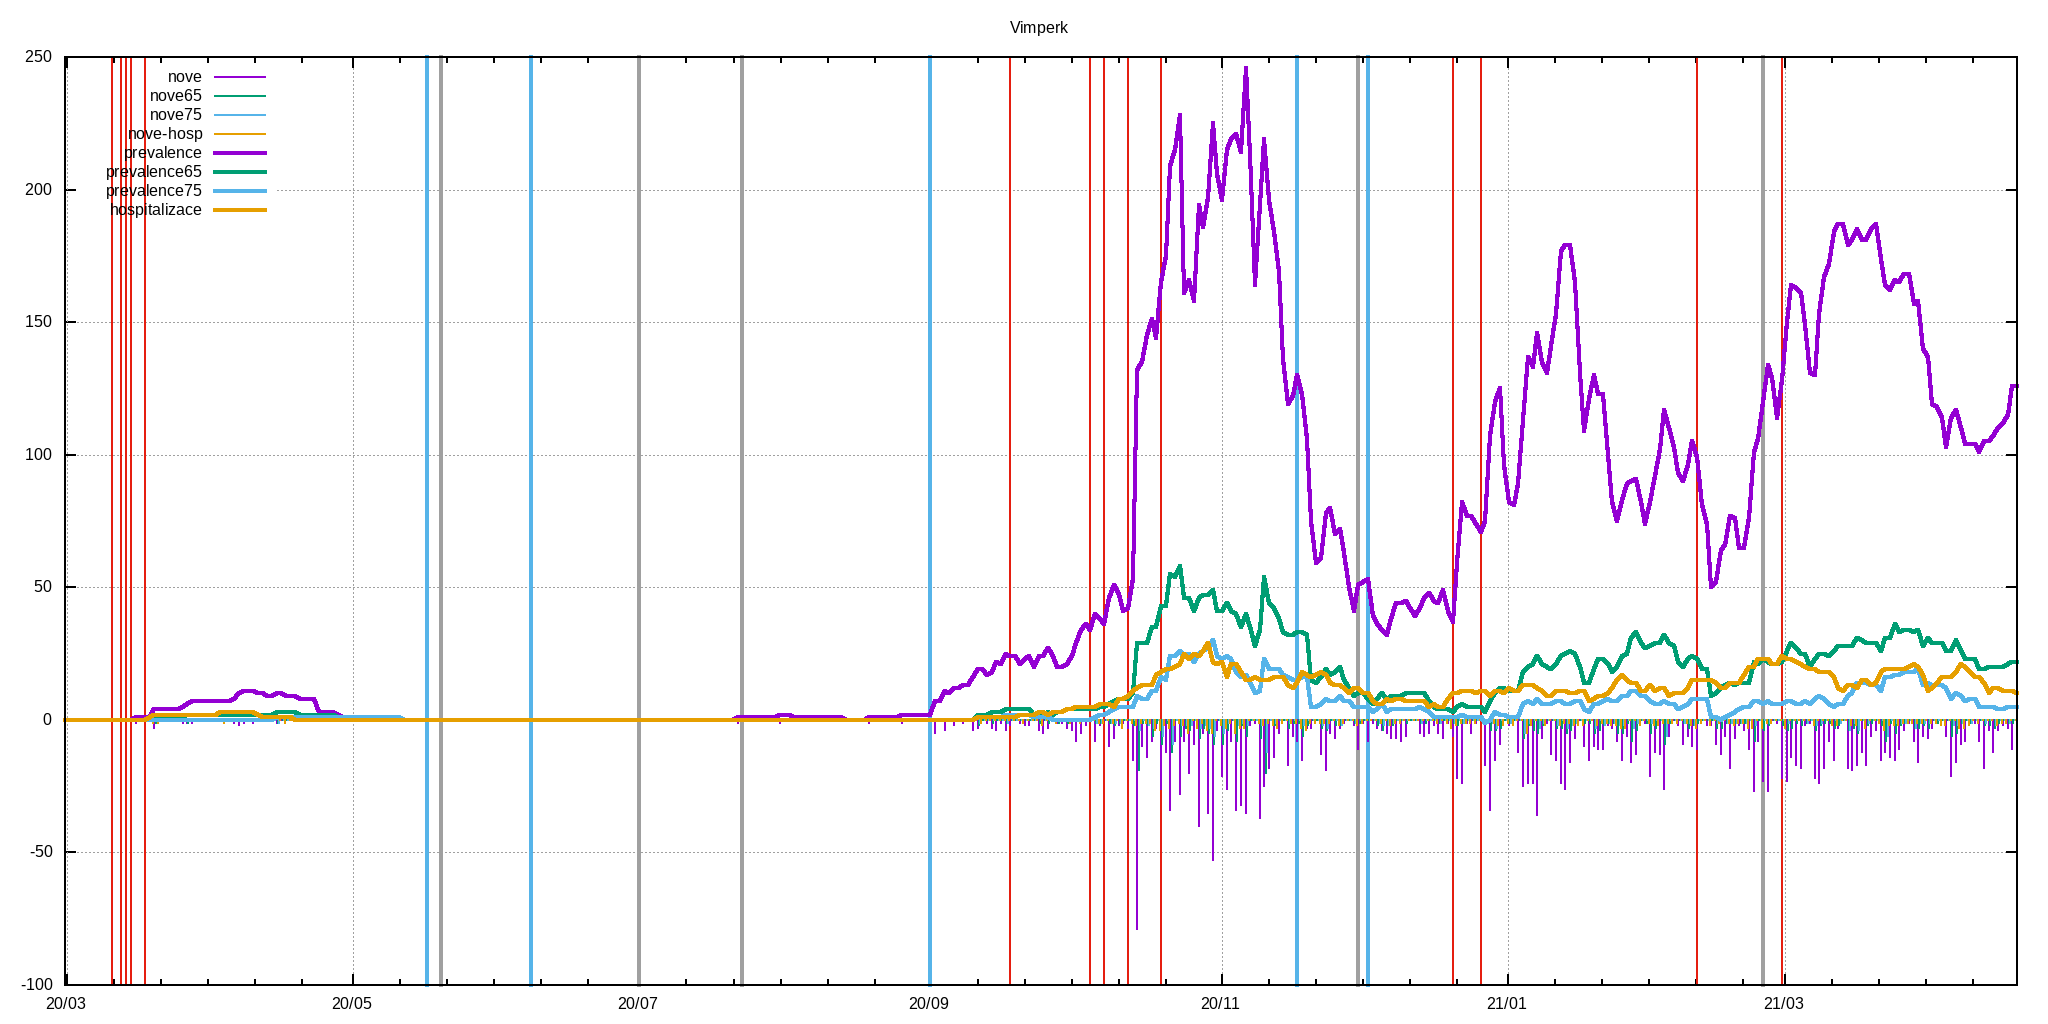 Vimperk
250
200
150
100
50
0
-50
-100
nove
nove65
nove75
nove-hosp
prevalence
prevalence65
prevalence75
hospitalizace
20/03
20/05
20/07
20/09
20/11
21/01
21/03